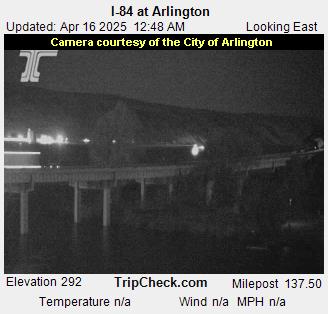 I-84 at Arlington
Updated: Apr 16 2025 12:48 AM Looking East
Camera courtesy of the City of Arlington
Elevation 292 TripCheck.com Milepost 137.50
Temperature n/a Wind n/a MPH n/a